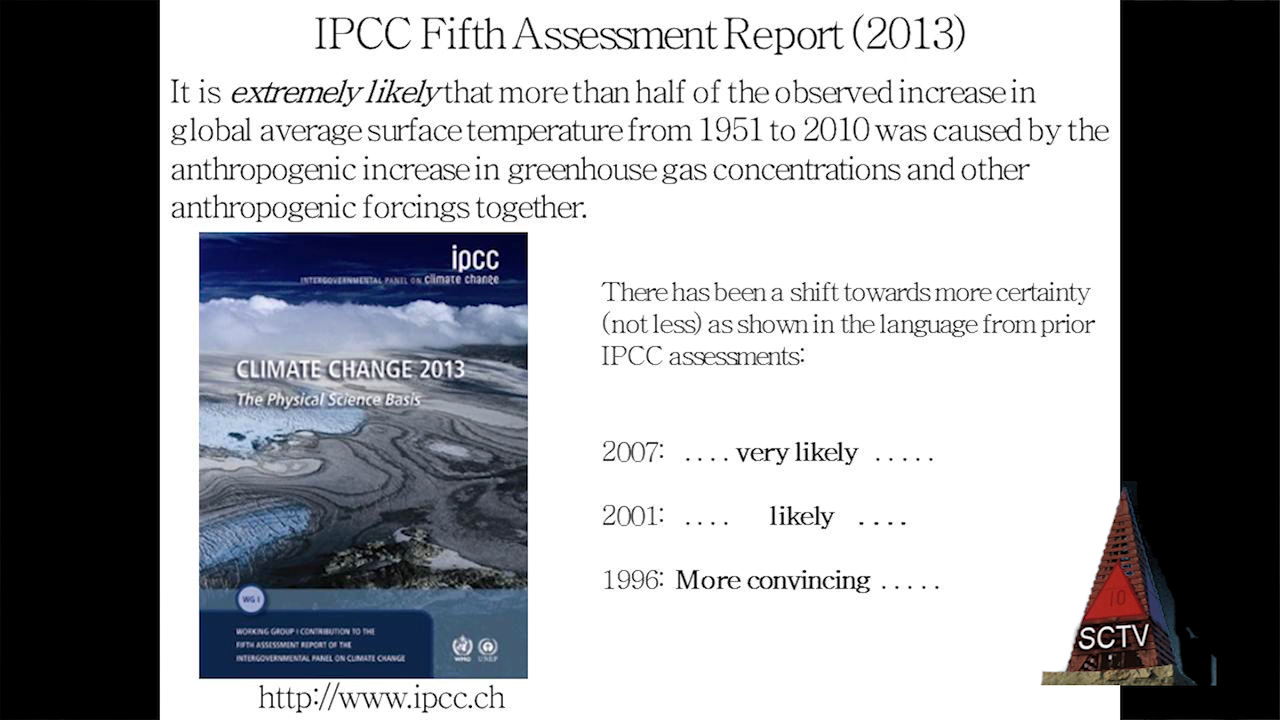 IPCC Fifth Assessment Report (2013)
It is extremely likely that more than half of the observed increase in
global average surface temperature from 1951 to 2010 was caused by the
anthropogenic increase in greenhouse gas concentrations and other
anthropogenic forcings together.
ipcc
INTERGOVERNMENTAL PANEL ON climate change
CLIMATE CHANGE 2013
The Physical Science Basis
WG I
WORKING GROUP I CONTRIBUTION TO THE
FIFTH ASSESSMENT REPORT OF THE
INTERGOVERNMENTAL PANEL ON CLIMATE CHANGE
WMO
UNEP
http://www.ipcc.ch
There has been a shift towards more certainty
(not less) as shown in the language from prior
IPCC assessments:
2007: .... very likely .....
2001: .... likely ....
1996: More convincing .....
10
SCTV